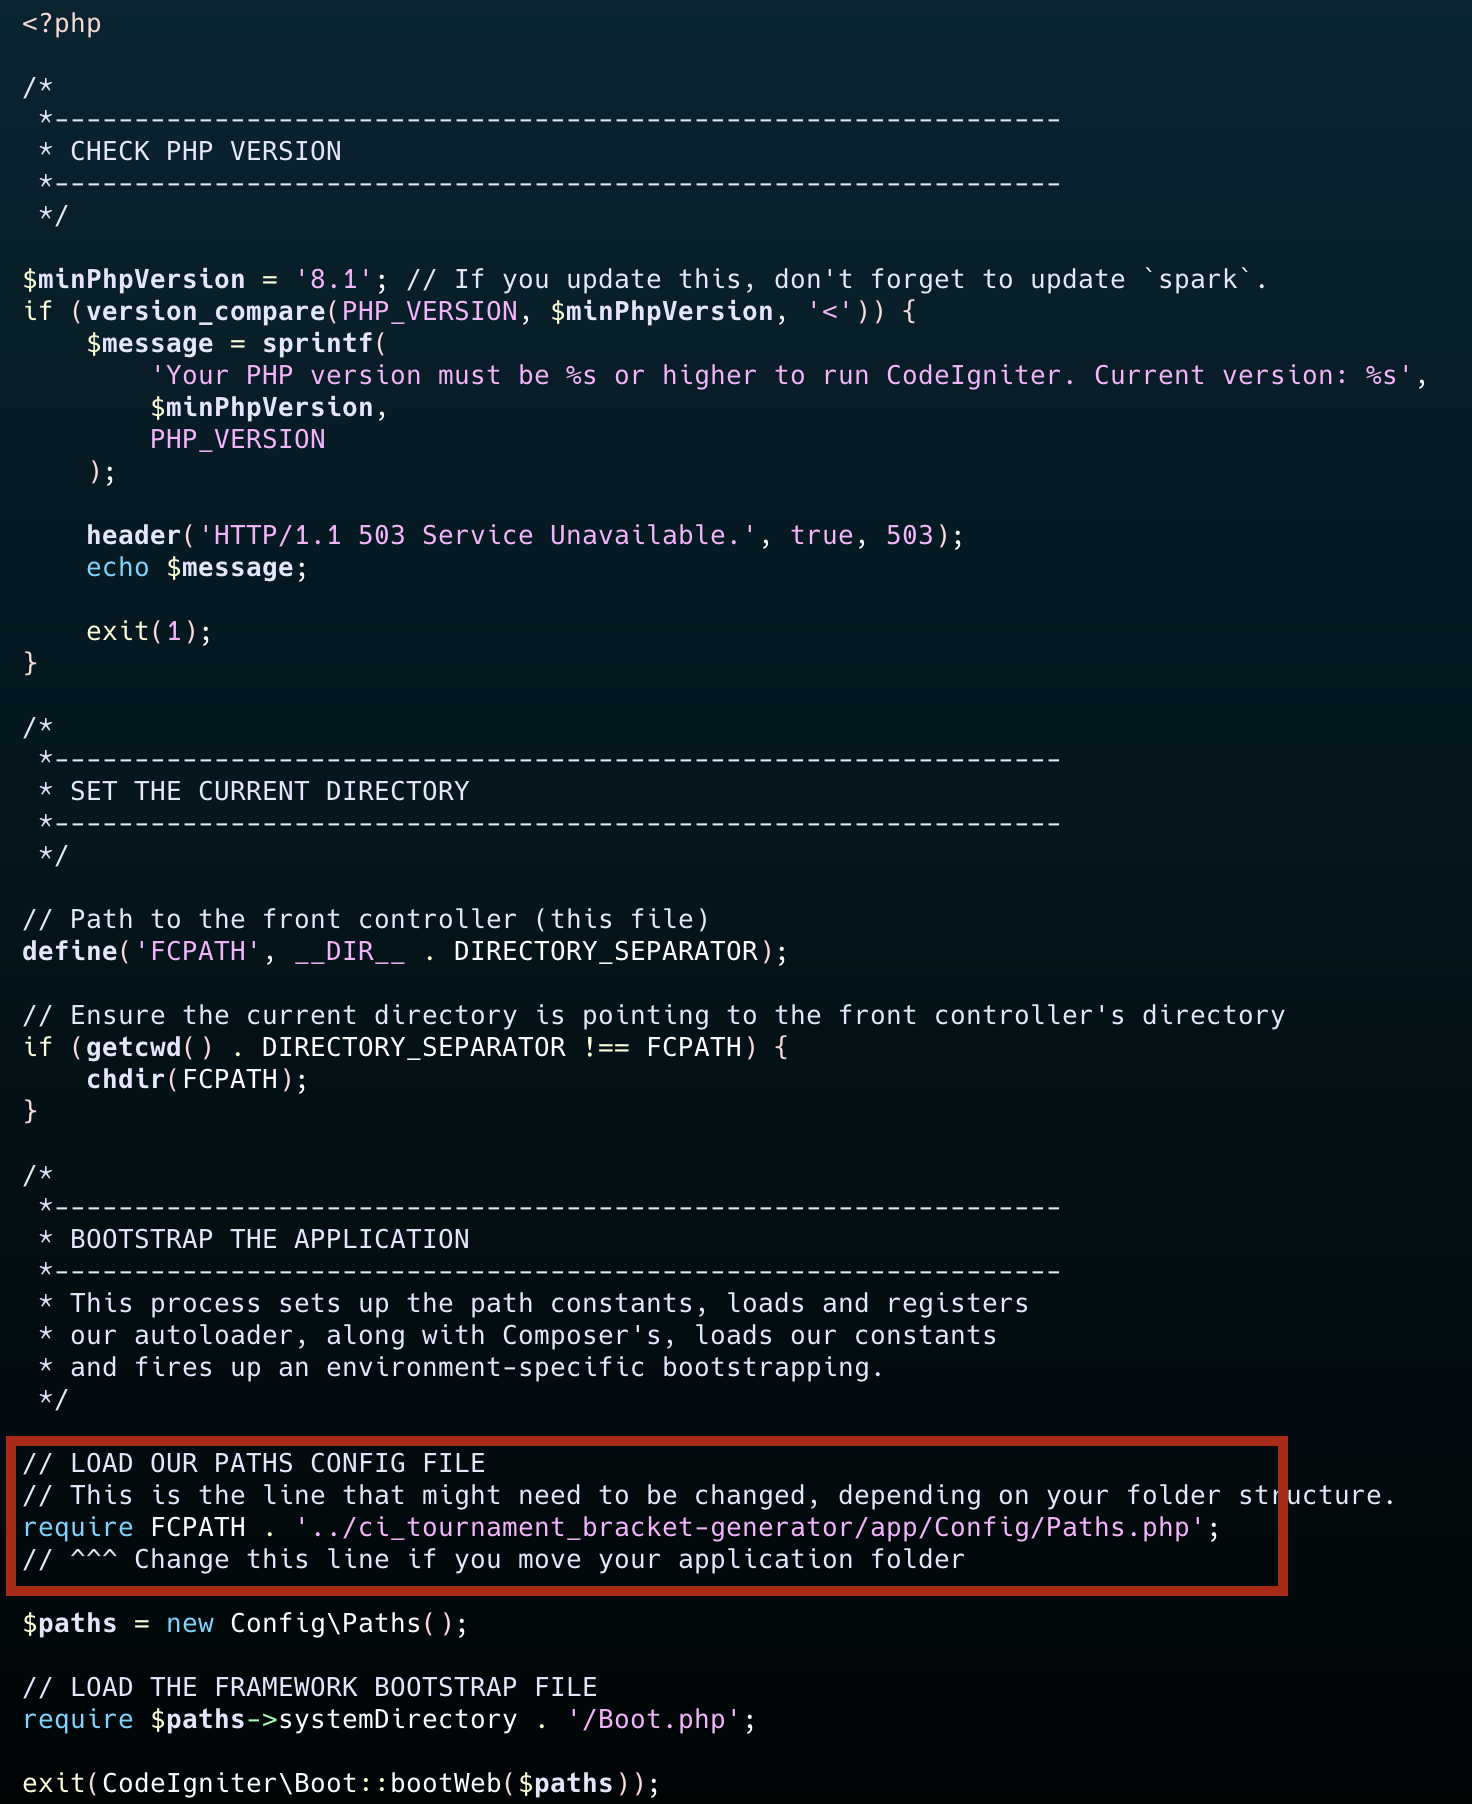 <?php

/*
 *---------------------------------------------------------------
 * CHECK PHP VERSION
 *---------------------------------------------------------------
 */

$minPhpVersion = '8.1'; // If you update this, don't forget to update `spark`.
if (version_compare(PHP_VERSION, $minPhpVersion, '<')) {
    $message = sprintf(
        'Your PHP version must be %s or higher to run CodeIgniter. Current version: %s',
        $minPhpVersion,
        PHP_VERSION
    );

    header('HTTP/1.1 503 Service Unavailable.', true, 503);
    echo $message;

    exit(1);
}

/*
 *---------------------------------------------------------------
 * SET THE CURRENT DIRECTORY
 *---------------------------------------------------------------
 */

// Path to the front controller (this file)
define('FCPATH', __DIR__ . DIRECTORY_SEPARATOR);

// Ensure the current directory is pointing to the front controller's directory
if (getcwd() . DIRECTORY_SEPARATOR !== FCPATH) {
    chdir(FCPATH);
}

/*
 *---------------------------------------------------------------
 * BOOTSTRAP THE APPLICATION
 *---------------------------------------------------------------
 * This process sets up the path constants, loads and registers
 * our autoloader, along with Composer's, loads our constants
 * and fires up an environment-specific bootstrapping.
 */

// LOAD OUR PATHS CONFIG FILE
// This is the line that might need to be changed, depending on your folder structure.
require FCPATH . '../ci_tournament_bracket-generator/app/Config/Paths.php';
// ^^^ Change this line if you move your application folder

$paths = new Config\Paths();

// LOAD THE FRAMEWORK BOOTSTRAP FILE
require $paths->systemDirectory . '/Boot.php';

exit(CodeIgniter\Boot::bootWeb($paths));